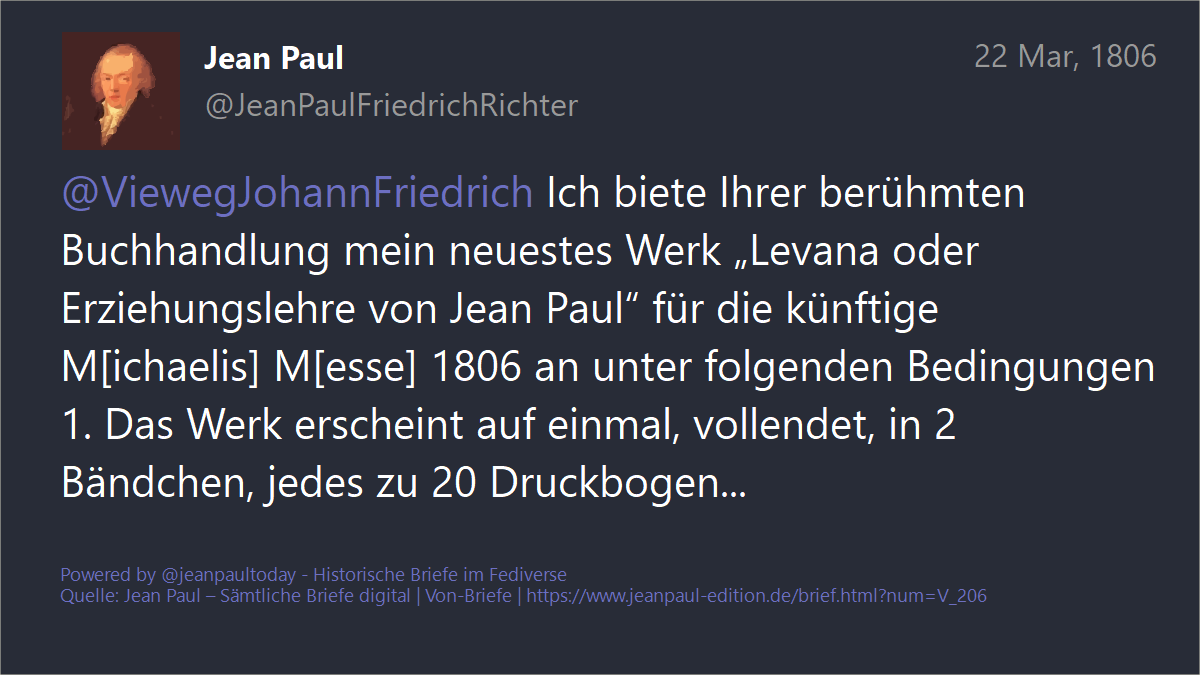 Jean Paul
22 Mar, 1806
@JeanPaulFriedrichRichter
@ViewegJohannFriedrich Ich biete Ihrer berühmten
Buchhandlung mein neuestes Werk „Levana oder
Erziehungslehre von Jean Paul“ für die künftige
M[ichaelis] M[esse] 1806 an unter folgenden Bedingungen
1. Das Werk erscheint auf einmal, vollendet, in 2
Bändchen, jedes zu 20 Druckbogen...
Powered by @jeanpaultoday - Historische Briefe im Fediverse
Quelle: Jean Paul – Sämtliche Briefe digital | Von-Briefe | https://www.jeanpaul-edition.de/brief.html?num=V_206